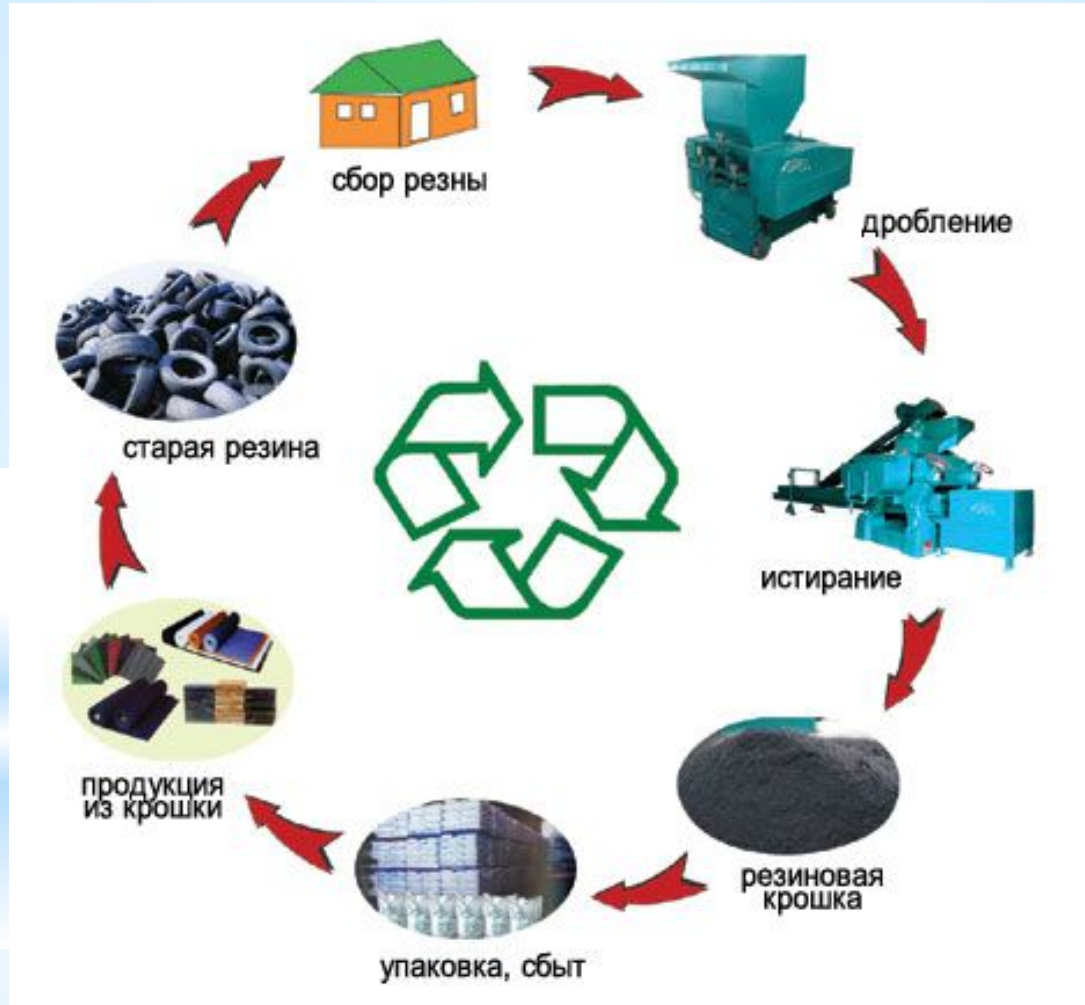 сбор резны
дробление
старая резина
истирание
продукция
из крошки
резиновая
крошка
упаковка, сбыт